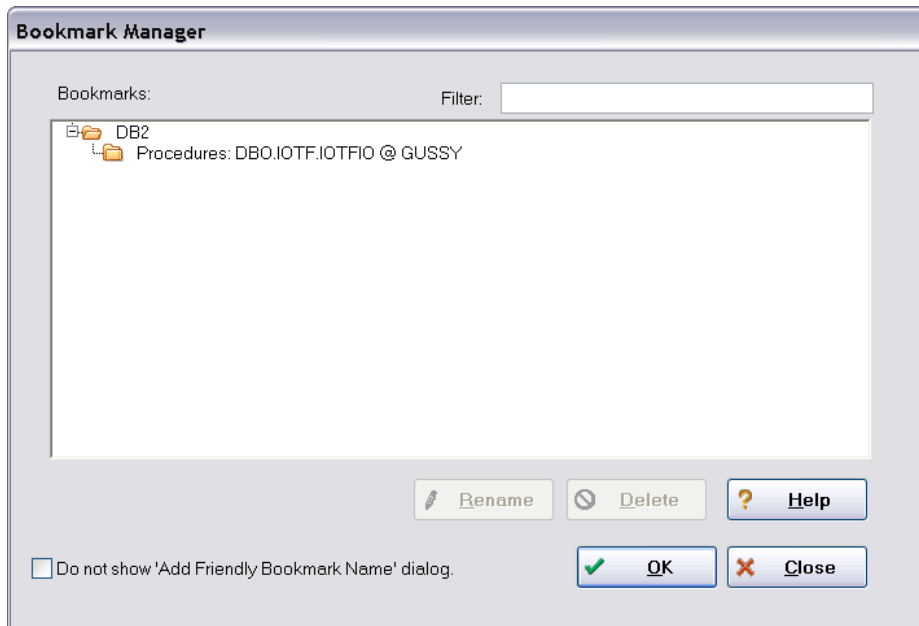 Bookmark Manager
Bookmarks:
Filter:
DB2
Procedures: DBO.IOTF.IOTFIO @ GUSSY
Rename
Delete
Help
Do not show 'Add Friendly Bookmark Name' dialog.
OK
Close